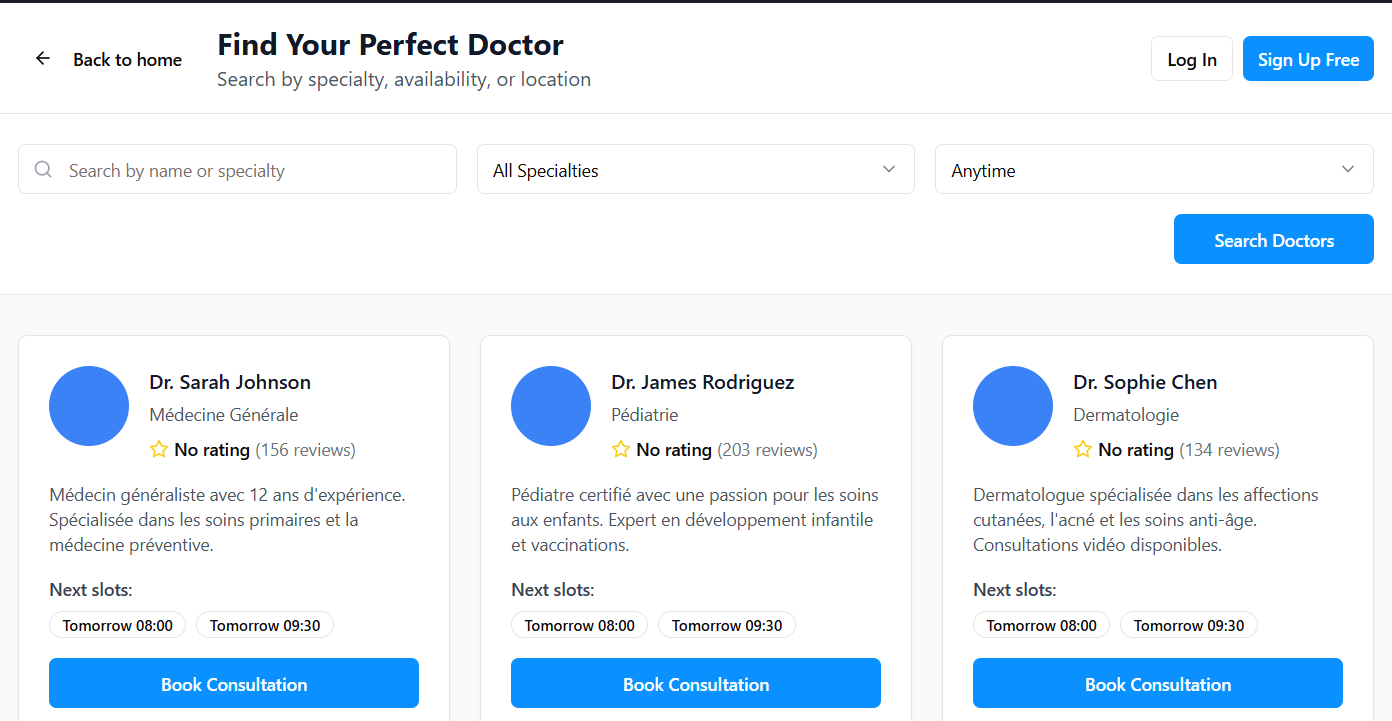 Back to home
Find Your Perfect Doctor
Search by specialty, availability, or location
Log In
Sign Up Free
Search by name or specialty
All Specialties
Anytime
Search Doctors
Dr. Sarah Johnson
Médecine Générale
No rating (156 reviews)
Médecin généraliste avec 12 ans d'expérience.
Spécialisée dans les soins primaires et la
médecine préventive.
Next slots:
Tomorrow 08:00
Tomorrow 09:30
Book Consultation
Dr. James Rodriguez
Pédiatrie
No rating (203 reviews)
Pédiatre certifié avec une passion pour les soins
aux enfants. Expert en développement infantile
et vaccinations.
Next slots:
Tomorrow 08:00
Tomorrow 09:30
Book Consultation
Dr. Sophie Chen
Dermatologie
No rating (134 reviews)
Dermatologue spécialisée dans les affections
cutanées, l'acné et les soins anti-âge.
Consultations vidéo disponibles.
Next slots:
Tomorrow 08:00
Tomorrow 09:30
Book Consultation